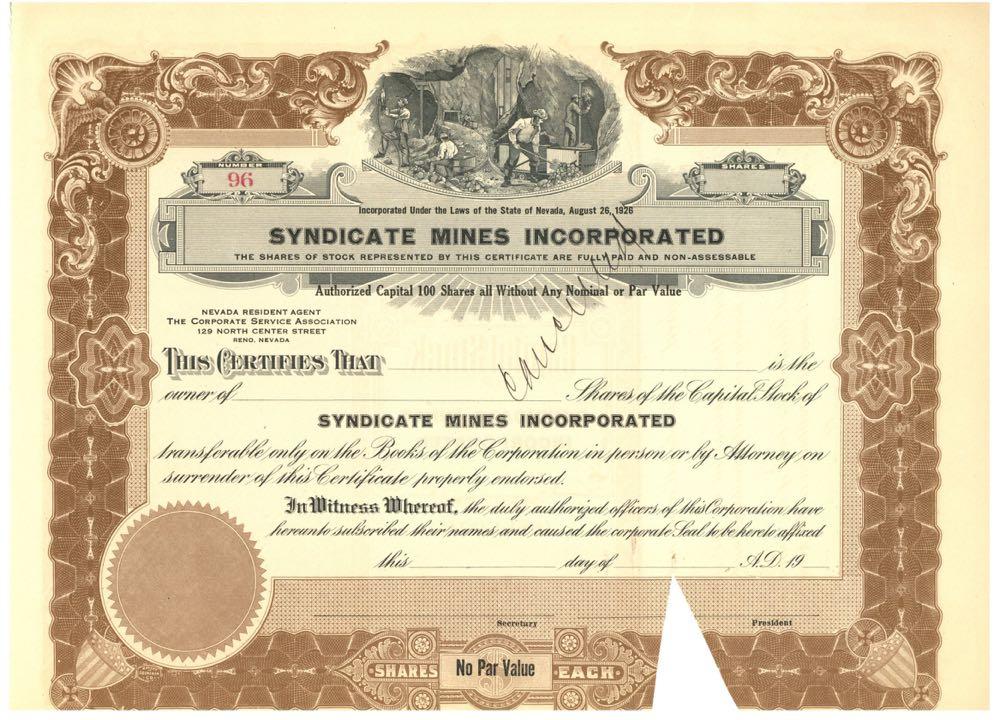 NUMBER
96
SHARES
Incorporated Under the Laws of the State of Nevada, August 26, 1926
SYNDICATE MINES INCORPORATED
THE SHARES OF STOCK REPRESENTED BY THIS CERTIFICATE ARE FULLY PAID AND NON-ASSESSABLE
Authorized Capital 100 Shares all Without Any Nominal or Par Value
Cancelled
NEVADA RESIDENT AGENT
THE CORPORATE SERVICE ASSOCIATION
129 NORTH CENTER STREET
RENO, NEVADA
THIS CERTIFIES THAT is the
owner of Shares of the Capital Stock of
SYNDICATE MINES INCORPORATED
transferable only on the Books of the Corporation in person or by Attorney on
surrender of this Certificate properly endorsed.
In Witness Whereof, the duly authorized officers of this Corporation have
hereunto subscribed their names and caused the corporate Seal to be hereto affixed
this day of A.D. 19
Secretary President
SHARES No Par Value EACH